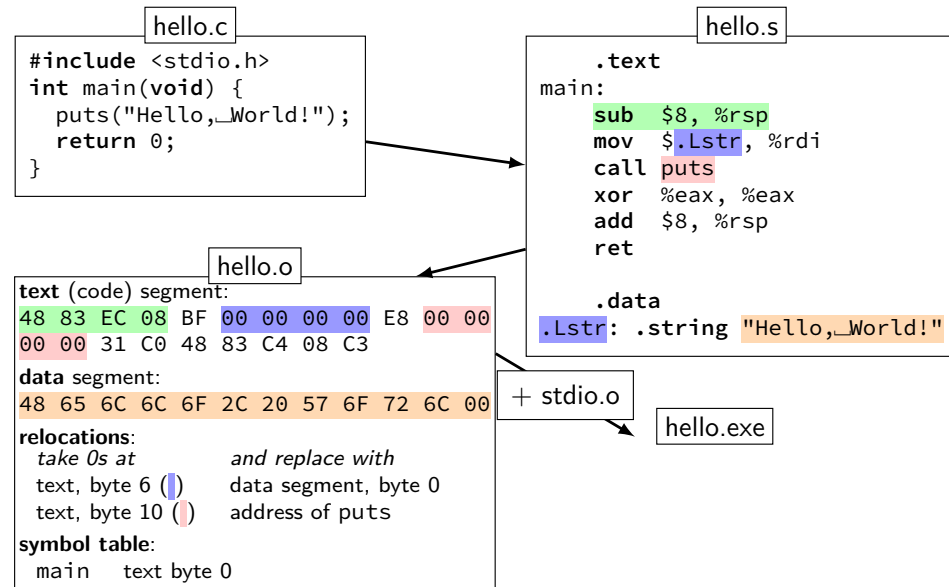 hello.c
#include <stdio.h>
int main(void) {
  puts("Hello,␣World!");
  return 0;
}
hello.s
.text
main:
sub $8, %rsp
mov $.Lstr, %rdi
call puts
xor %eax, %eax
add $8, %rsp
ret
.data
.Lstr: .string "Hello,␣World!"
hello.o
text (code) segment:
48 83 EC 08 BF 00 00 00 00 E8 00 00
00 00 31 C0 48 83 C4 08 C3
data segment:
48 65 6C 6C 6F 2C 20 57 6F 72 6C 00
relocations:
take 0s at and replace with
text, byte 6 ( ) data segment, byte 0
text, byte 10 ( ) address of puts
symbol table:
main text byte 0
+ stdio.o
hello.exe